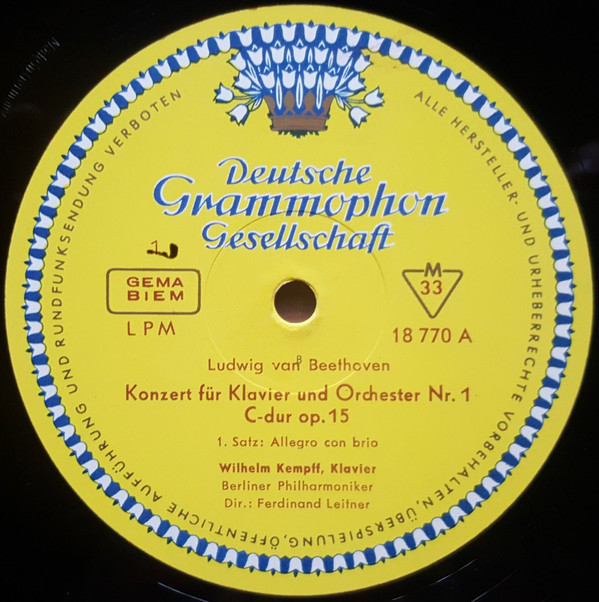 ALLE HERSTELLER- UND URHEBERRECHTE VORBEHALTEN, ÜBERSPIELUNG, ÖFFENTLICHE AUFFÜHRUNG UND RUNDFUNKSENDUNG VERBOTEN
Deutsche
Grammophon
Gesellschaft
GEMA
BIEM
LPM
M
33
18 770 A
Ludwig van Beethoven
Konzert für Klavier und Orchester Nr. 1
C-dur op. 15
1. Satz: Allegro con brio
Wilhelm Kempff, Klavier
Berliner Philharmoniker
Dir.: Ferdinand Leitner